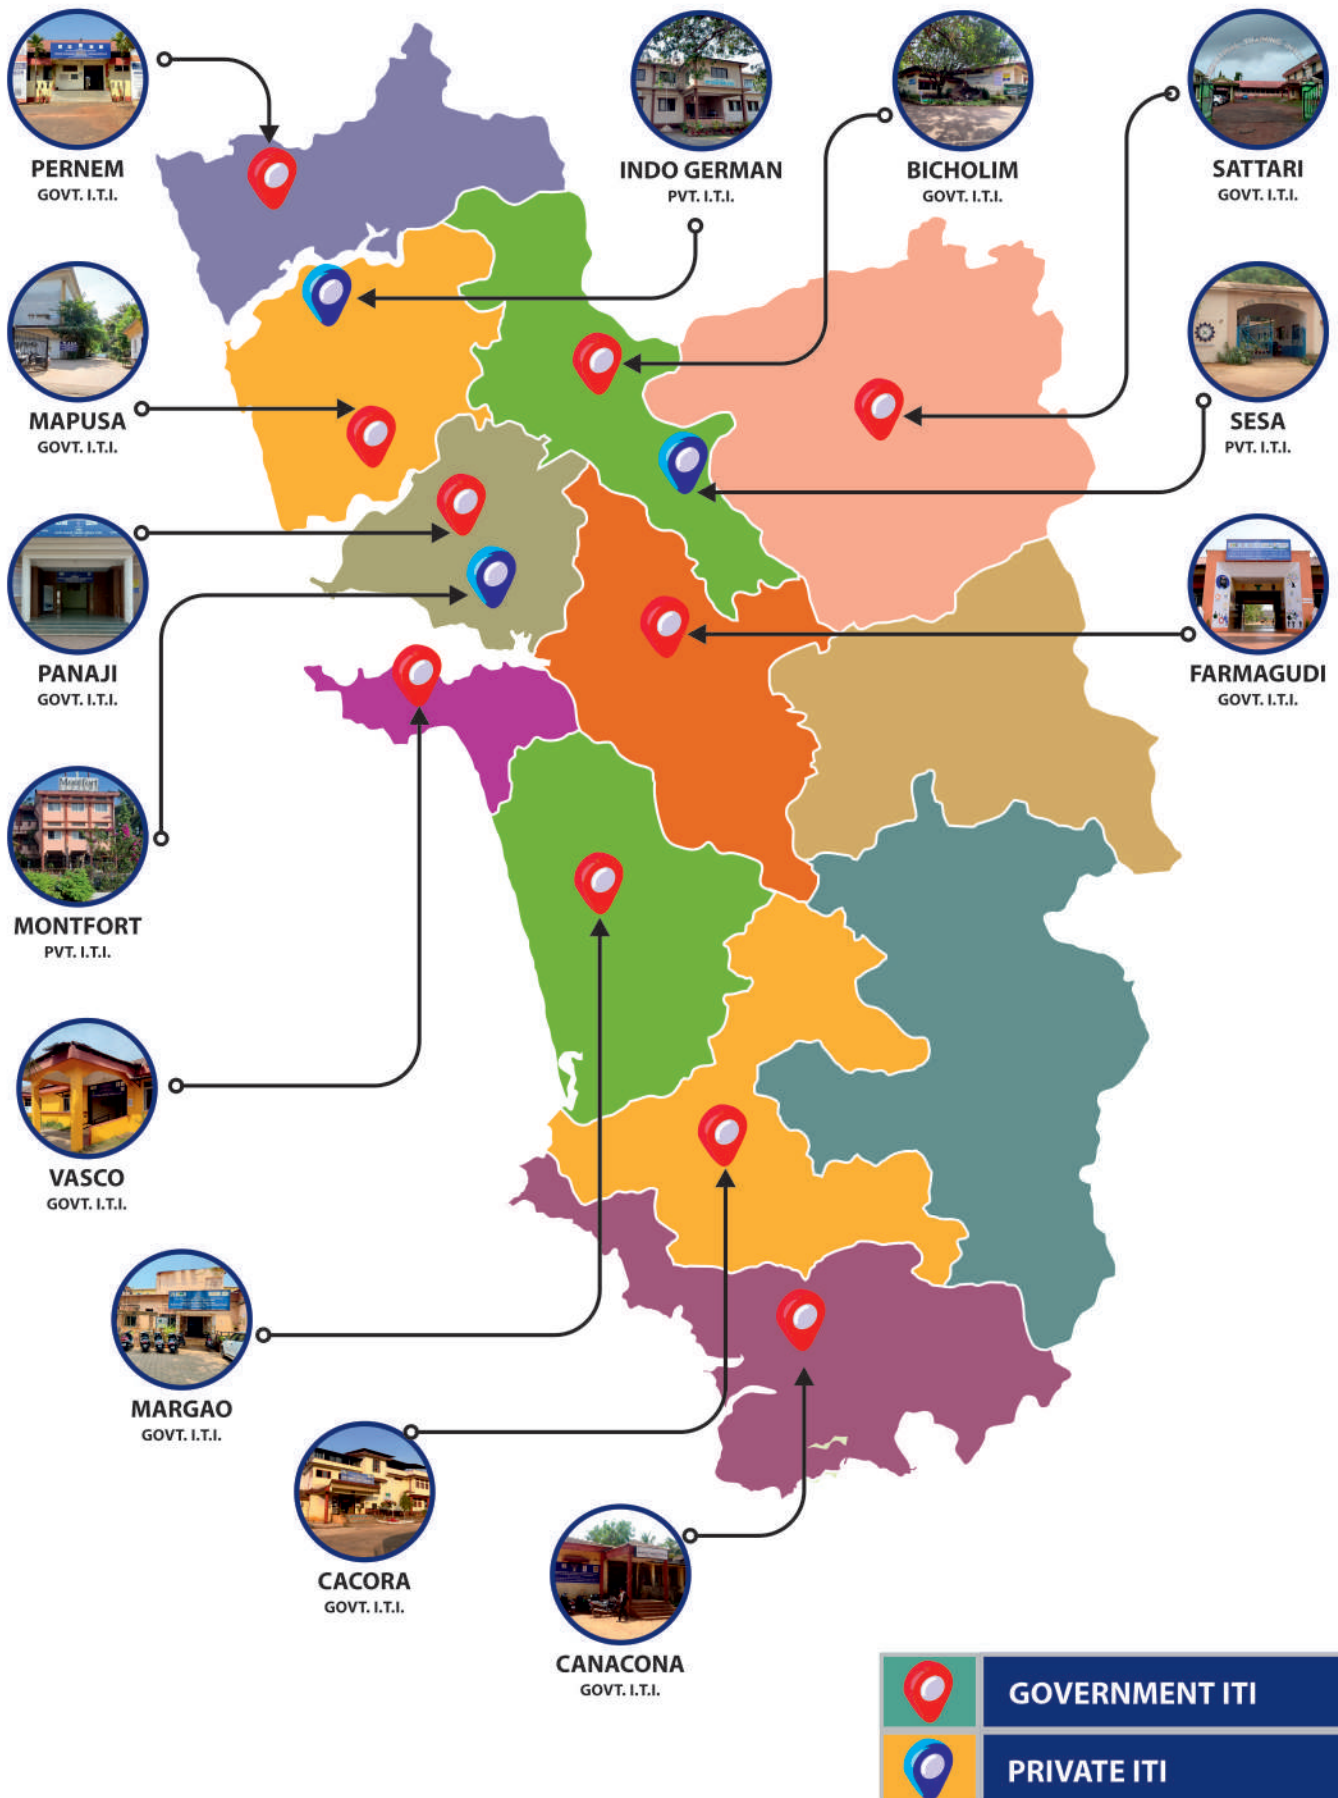 PERNEM
GOVT. I.T.I.
INDO GERMAN
PVT. I.T.I.
BICHOLIM
GOVT. I.T.I.
SATTARI
GOVT. I.T.I.
MAPUSA
GOVT. I.T.I.
SESA
PVT. I.T.I.
PANAJI
GOVT. I.T.I.
FARMAGUDI
GOVT. I.T.I.
Montfort
MONTFORT
PVT. I.T.I.
VASCO
GOVT. I.T.I.
MARGAO
GOVT. I.T.I.
CACORA
GOVT. I.T.I.
CANACONA
GOVT. I.T.I.
GOVERNMENT ITI
PRIVATE ITI